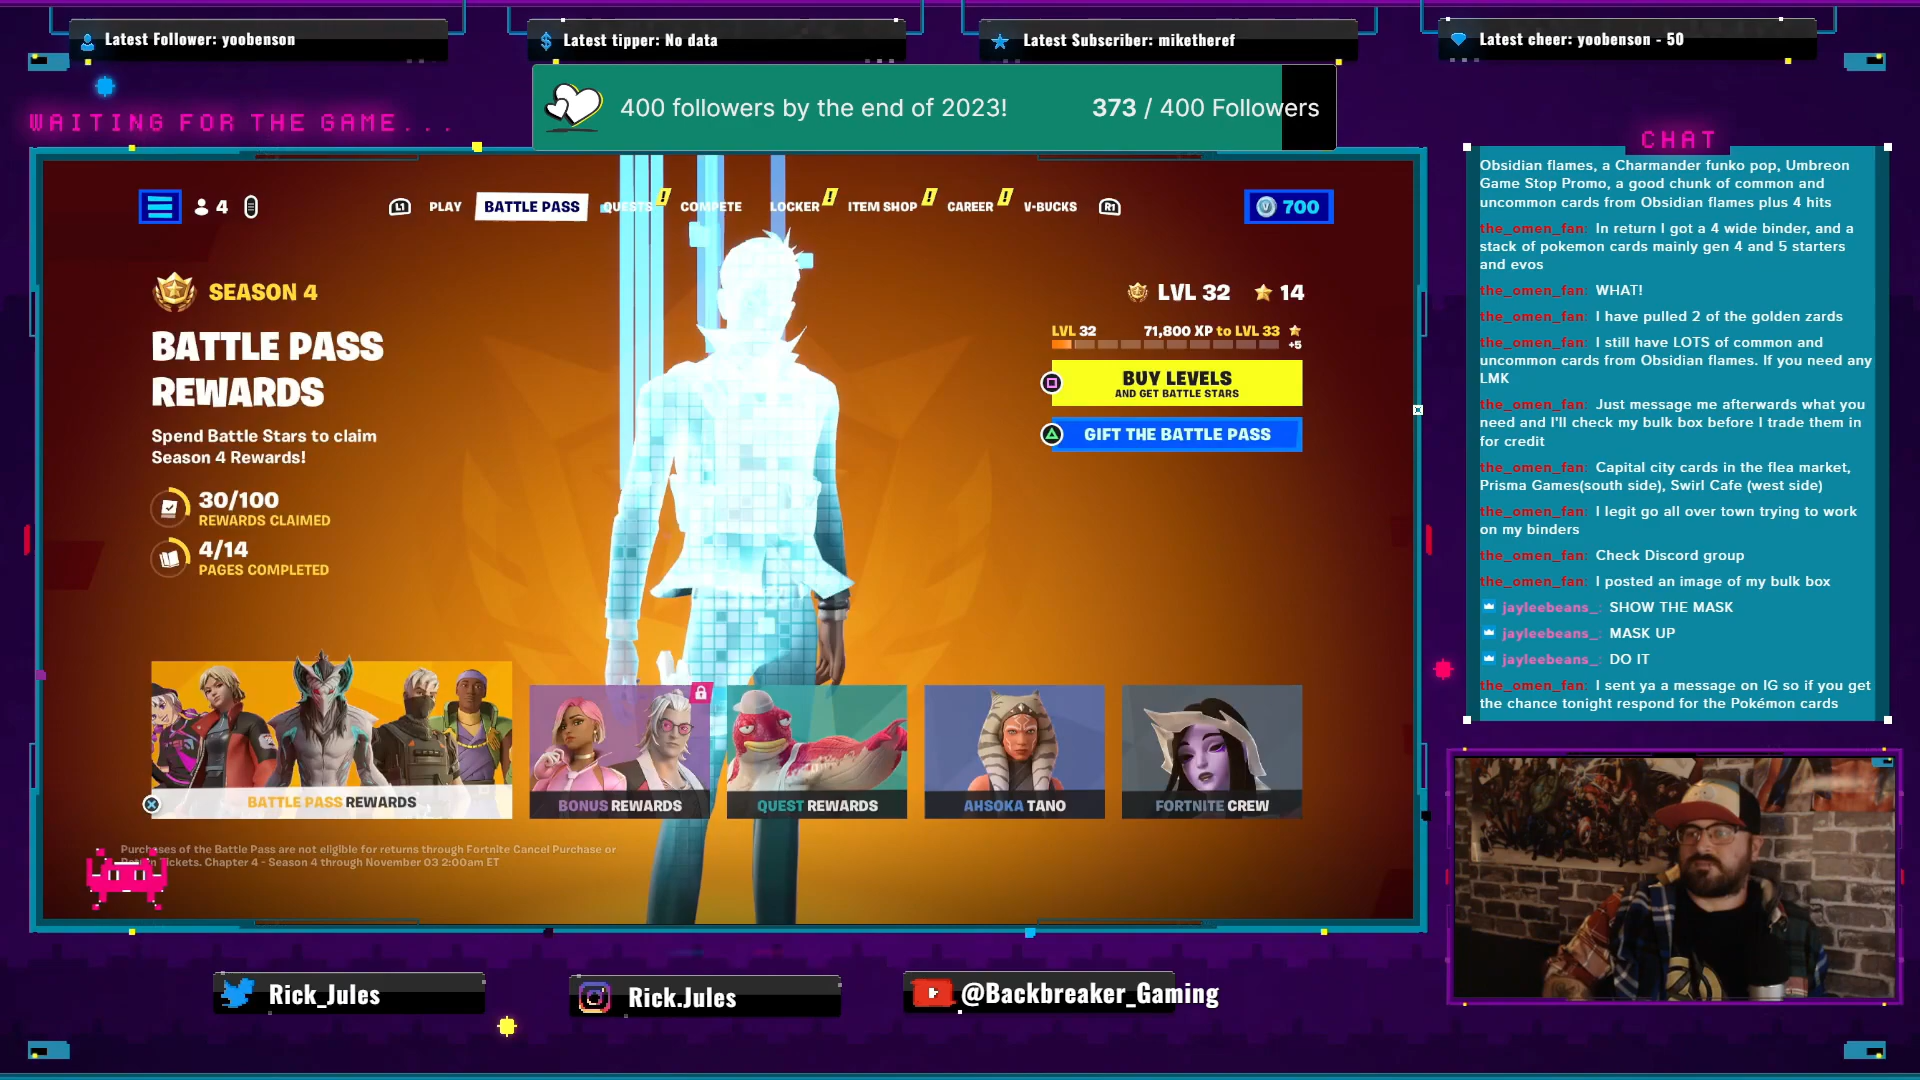 Latest Follower: yoobenson
Latest tipper: No data
Latest Subscriber: miketheref
Latest cheer: yoobenson - 50
WAITING FOR THE GAME...
400 followers by the end of 2023!
373 / 400 Followers
4
L1
PLAY
BATTLE PASS
QUESTS
COMPETE
LOCKER
ITEM SHOP
CAREER
V-BUCKS
R1
700
SEASON 4
BATTLE PASS
REWARDS
Spend Battle Stars to claim
Season 4 Rewards!
30/100
REWARDS CLAIMED
4/14
PAGES COMPLETED
LVL 32
14
LVL 32
71,800 XP to LVL 33
+5
BUY LEVELS
AND GET BATTLE STARS
GIFT THE BATTLE PASS
BATTLE PASS REWARDS
BONUS REWARDS
QUEST REWARDS
AHSOKA TANO
FORTNITE CREW
Purchases of the Battle Pass are not eligible for returns through Fortnite Cancel Purchase or
Chapter 4 - Season 4 through November 03 2:00am ET
CHAT
Obsidian flames, a Charmander funko pop, Umbreon
Game Stop Promo, a good chunk of common and
uncommon cards from Obsidian flames plus 4 hits
the_omen_fan: In return I got a 4 wide binder, and a
stack of pokemon cards mainly gen 4 and 5 starters
and evos
the_omen_fan: WHAT!
the_omen_fan: I have pulled 2 of the golden zards
the_omen_fan: I still have LOTS of common and
uncommon cards from Obsidian flames. If you need any
LMK
the_omen_fan: Just message me afterwards what you
need and I'll check my bulk box before I trade them in
for credit
the_omen_fan: Capital city cards in the flea market,
Prisma Games(south side), Swirl Cafe (west side)
the_omen_fan: I legit go all over town trying to work
on my binders
the_omen_fan: Check Discord group
the_omen_fan: I posted an image of my bulk box
jayleebeans_: SHOW THE MASK
jayleebeans_: MASK UP
jayleebeans_: DO IT
the_omen_fan: I sent ya a message on IG so if you get
the chance tonight respond for the Pokémon cards
Rick_Jules
Rick.Jules
@Backbreaker_Gaming